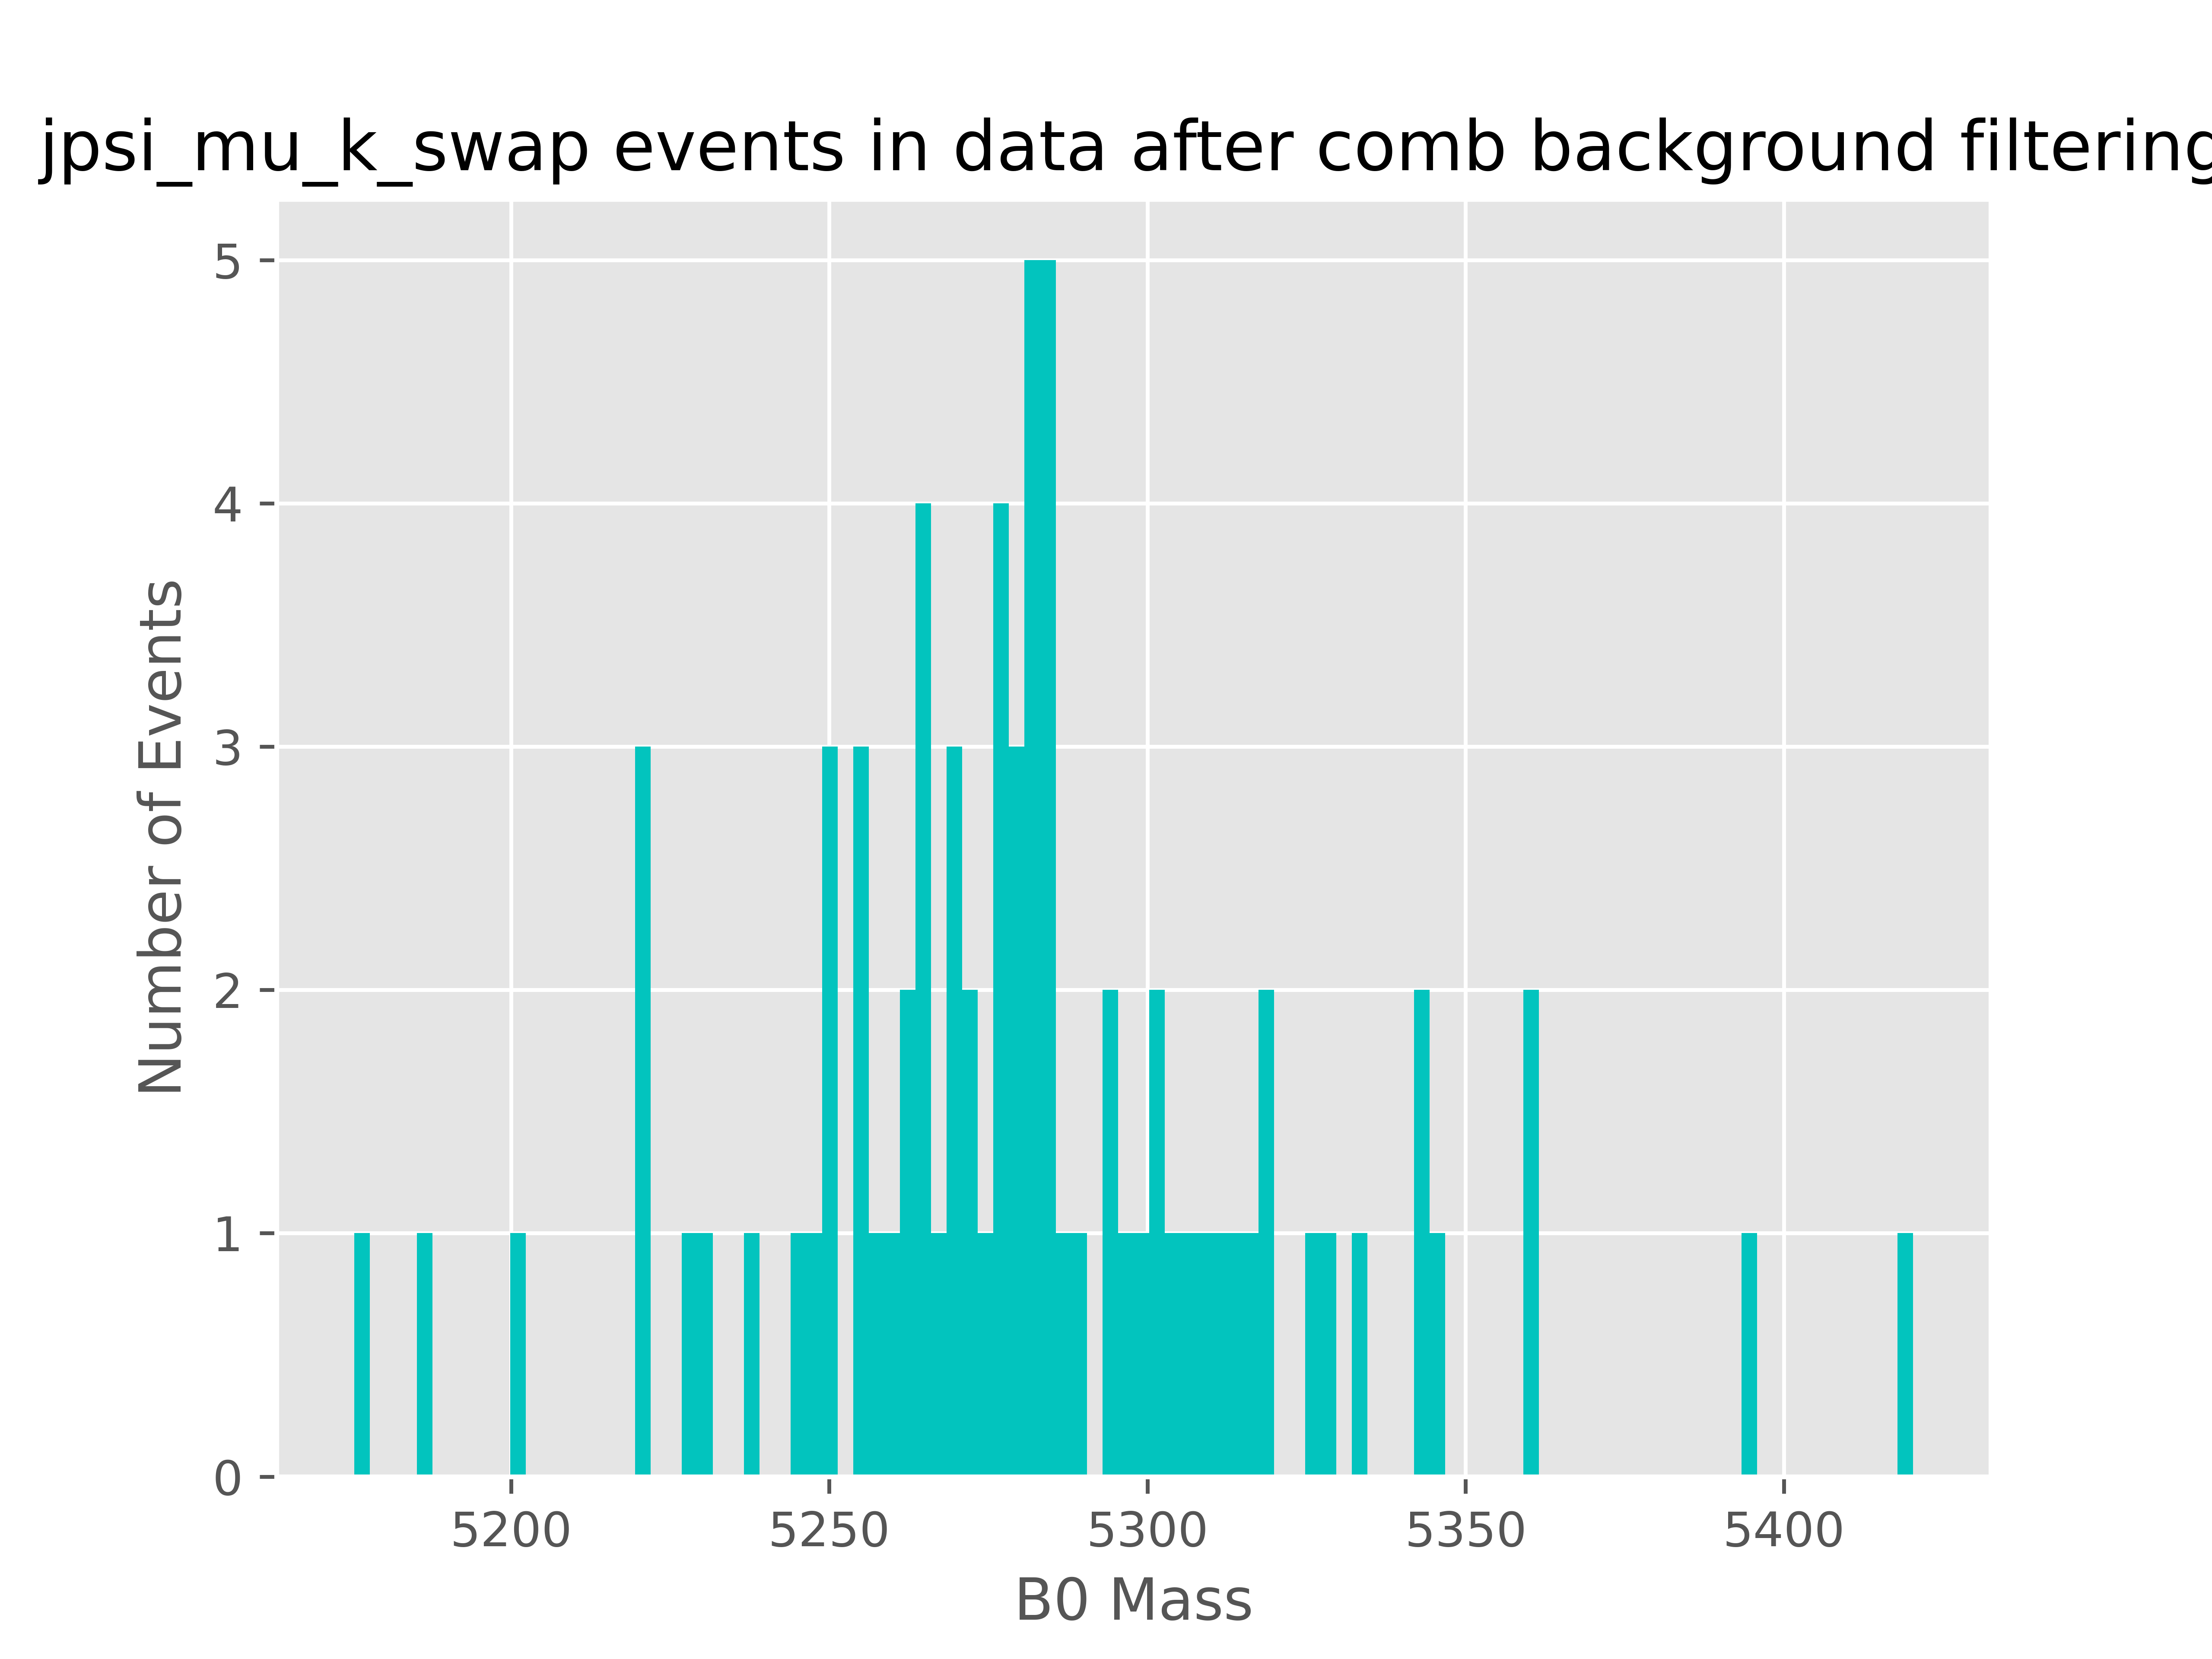 jpsi_mu_k_swap events in data after comb background filtering
5
4
3
2
1
0
Number of Events
5200 5250 5300 5350 5400
B0 Mass